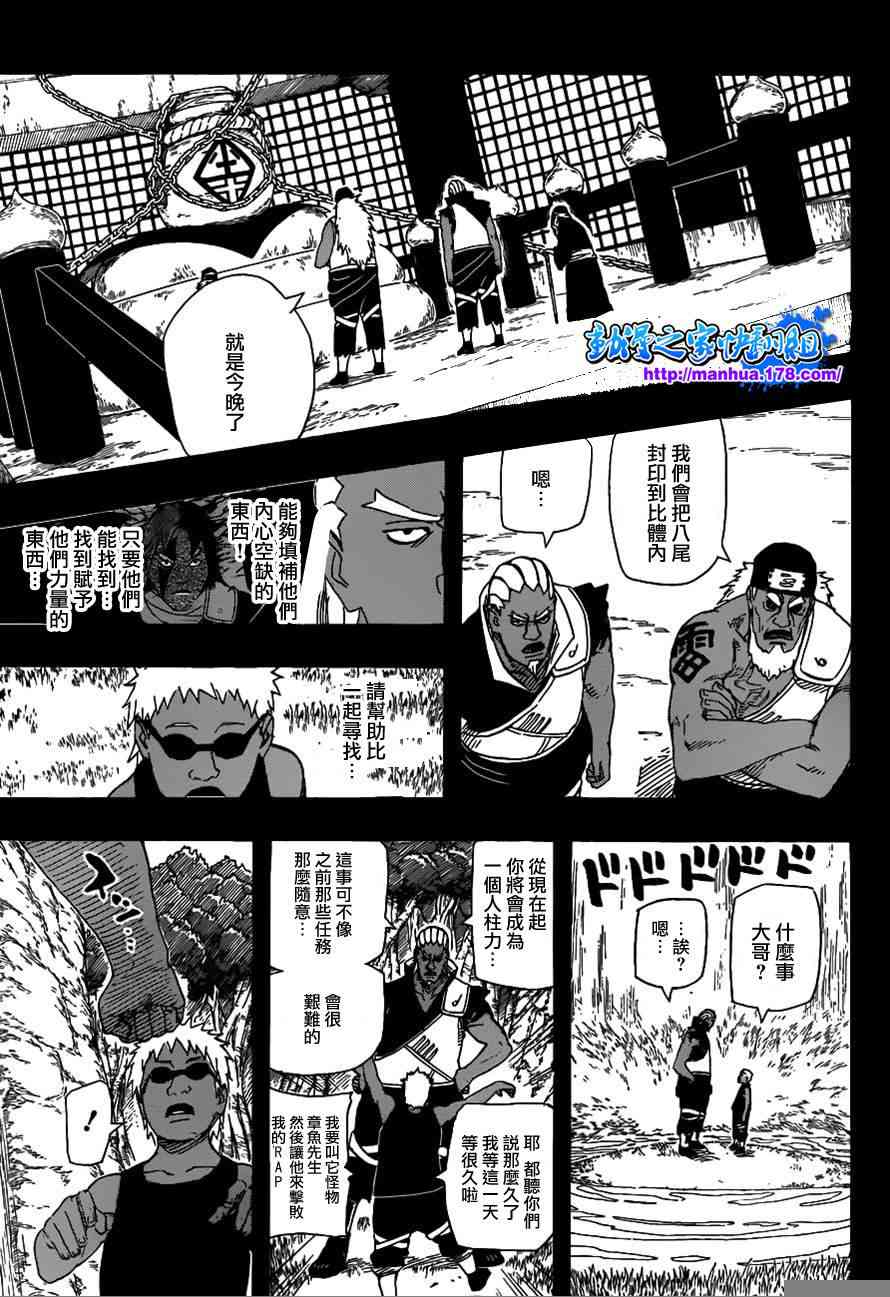 就是今晚了
動漫之家快翻組
http://manhua.178.com/
我們會把八尾
封印到比體內
嗯…
雷
能夠填補他們
內心空缺的
東西!
只要他們
能找到…
找到賦予
他們力量的
東西…
請幫助比
一起尋找…
ドドドドド
什麼事
大哥?
…誒?
嗯…
從現在起
你將會成為
一個人柱力…
這事可不像
之前那些任務
那麼隨意…
會很
艱難的
耶 都聽你們
說那麼久了
我等這一天
等很久啦
我要叫它怪物
章魚先生
然後讓他來擊敗
我的RAP
スッ…
!